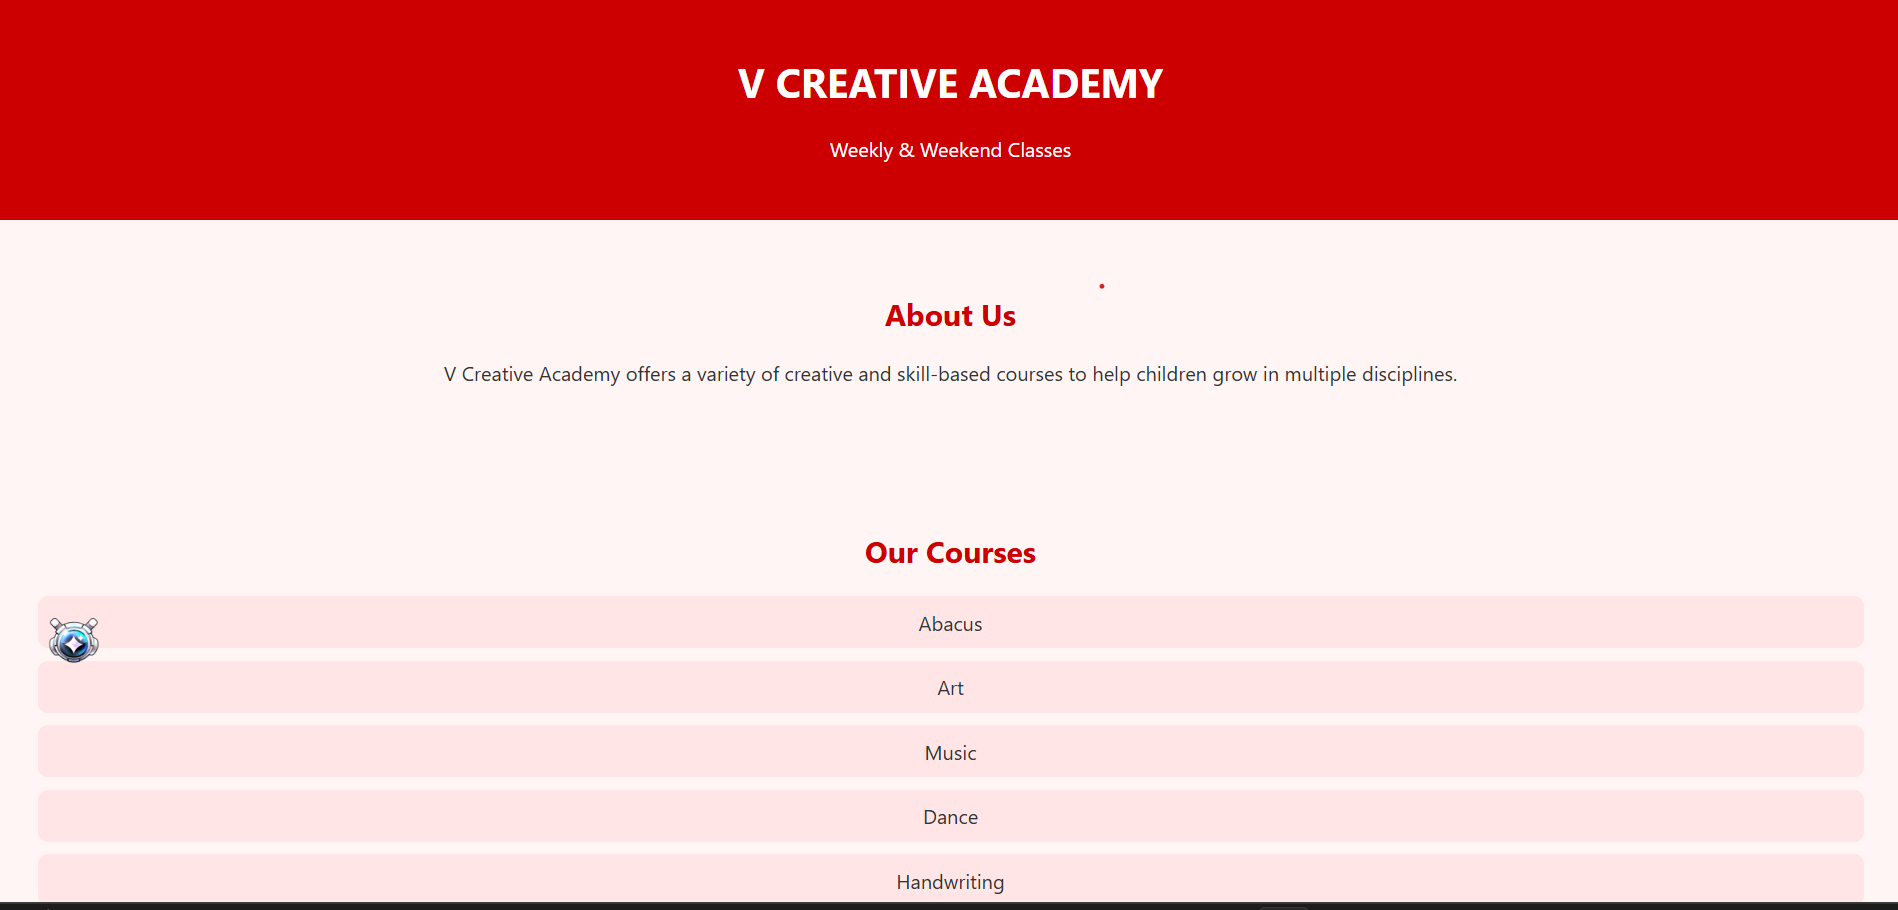 V CREATIVE ACADEMY
Weekly & Weekend Classes
About Us
V Creative Academy offers a variety of creative and skill-based courses to help children grow in multiple disciplines.
Our Courses
Abacus
Art
Music
Dance
Handwriting